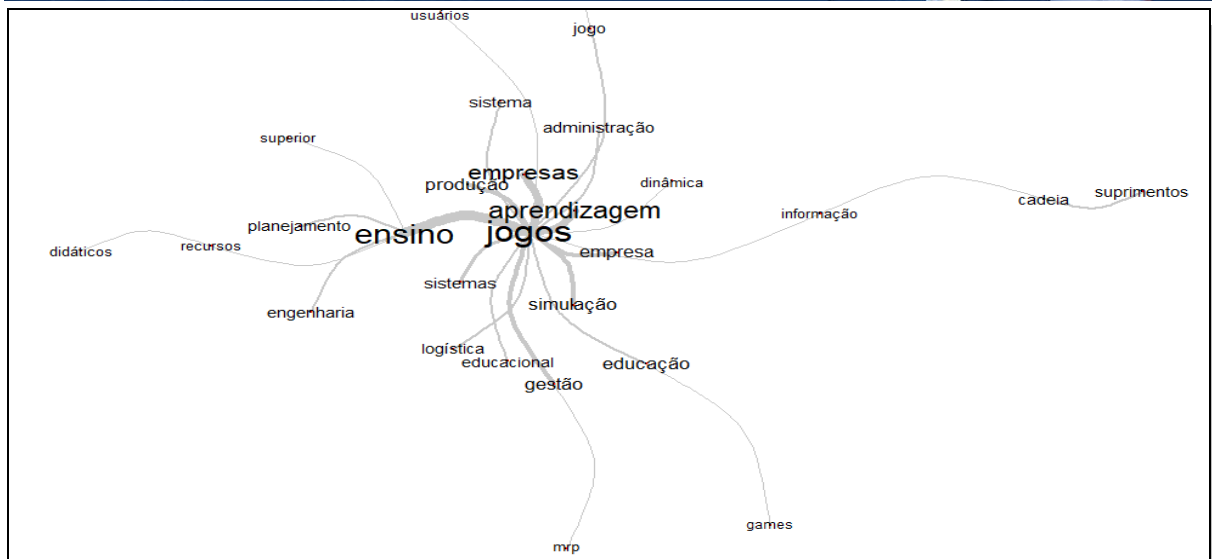 usuários
jogo
sistema
administração
superior
empresas
produção
dinâmica
suprimentos
cadeia
aprendizagem
informação
planejamento
ensino
jogos
recursos
didáticos
empresa
sistemas
simulação
engenharia
logística
educacional
educação
gestão
games
mrp